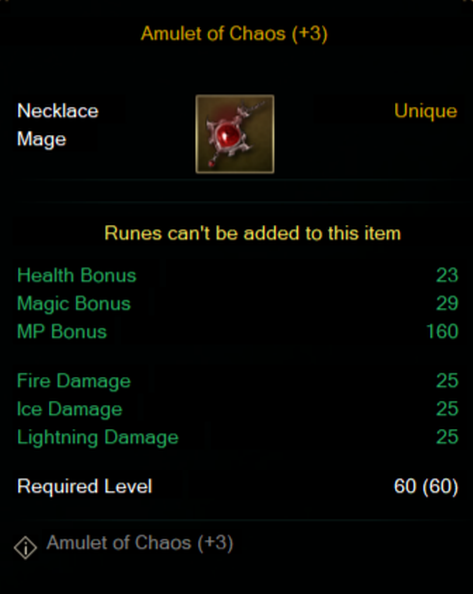 Amulet of Chaos (+3)
Necklace
Unique
Mage
Runes can't be added to this item
Health Bonus 23
Magic Bonus 29
MP Bonus 160
Fire Damage 25
Ice Damage 25
Lightning Damage 25
Required Level 60 (60)
Amulet of Chaos (+3)